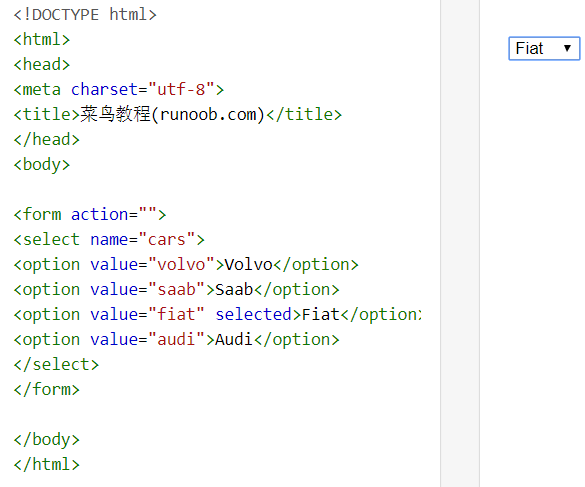 <!DOCTYPE html>
<html>
<head>
<meta charset="utf-8">
<title>菜鸟教程(runoob.com)</title>
</head>
<body>
<form action="">
<select name="cars">
<option value="volvo">Volvo</option>
<option value="saab">Saab</option>
<option value="fiat" selected>Fiat</option>
<option value="audi">Audi</option>
</select>
</form>
</body>
</html>
Fiat